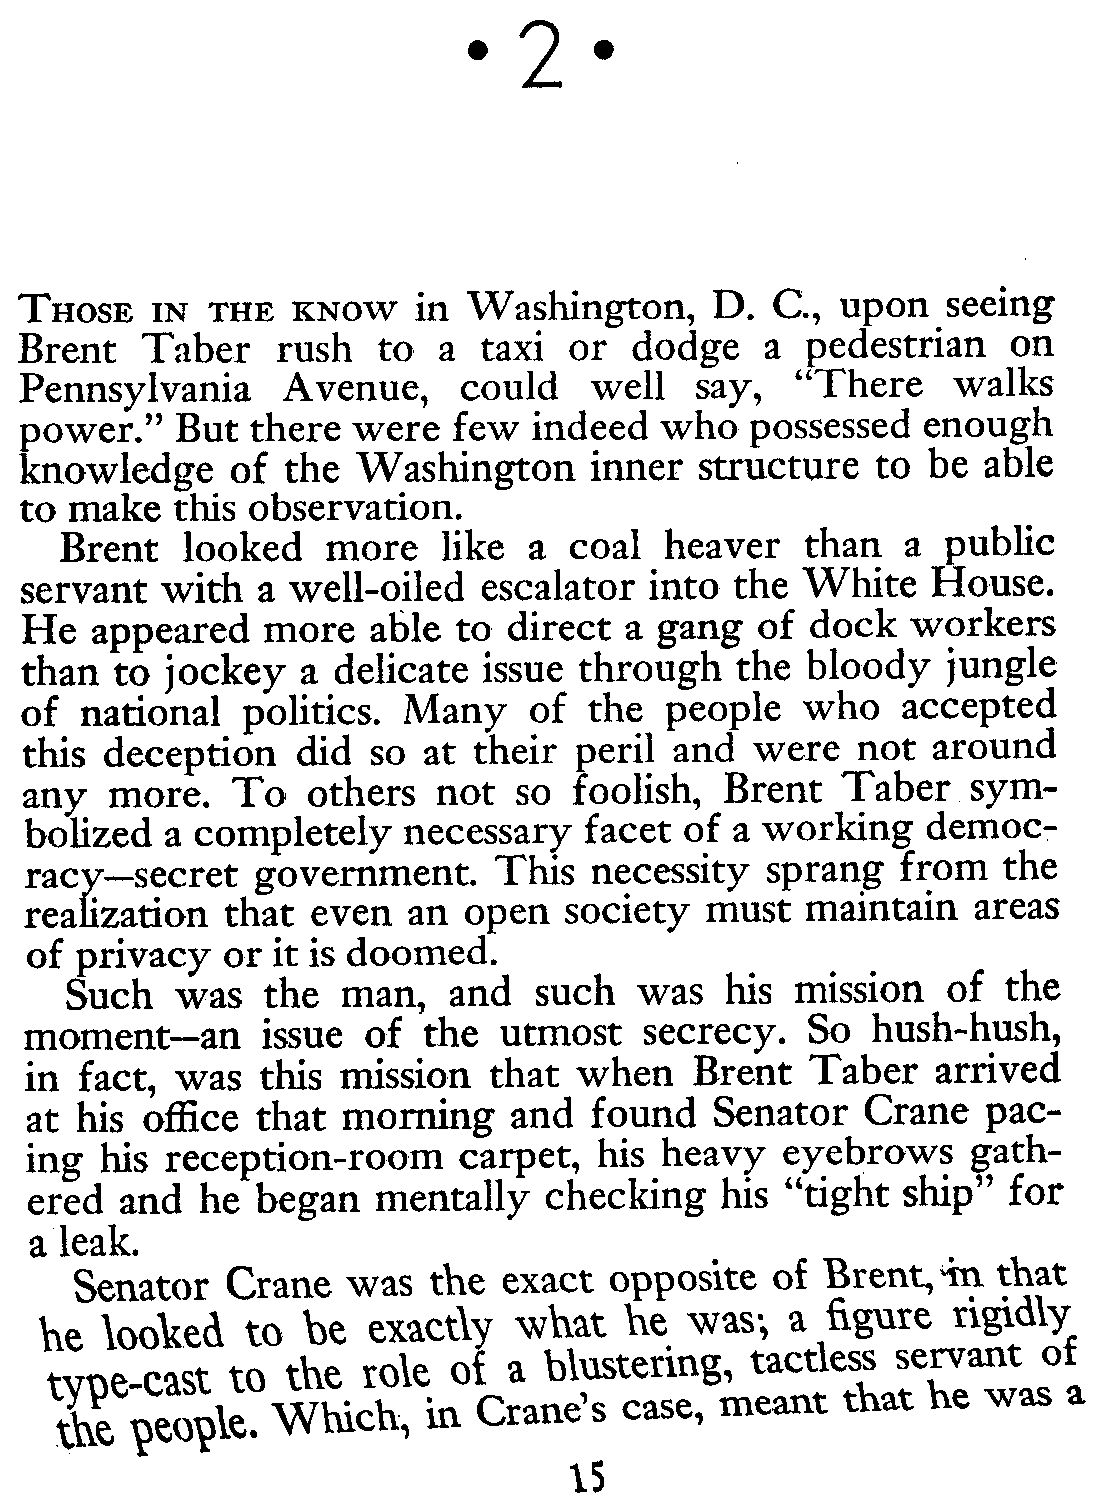 • 2 •
THOSE IN THE KNOW in Washington, D. C., upon seeing
Brent Taber rush to a taxi or dodge a pedestrian on
Pennsylvania Avenue, could well say, “There walks
power.” But there were few indeed who possessed enough
knowledge of the Washington inner structure to be able
to make this observation.
Brent looked more like a coal heaver than a public
servant with a well-oiled escalator into the White House.
He appeared more able to direct a gang of dock workers
than to jockey a delicate issue through the bloody jungle
of national politics. Many of the people who accepted
this deception did so at their peril and were not around
any more. To others not so foolish, Brent Taber sym-
bolized a completely necessary facet of a working democ-
racy—secret government. This necessity sprang from the
realization that even an open society must maintain areas
of privacy or it is doomed.
Such was the man, and such was his mission of the
moment—an issue of the utmost secrecy. So hush-hush,
in fact, was this mission that when Brent Taber arrived
at his office that morning and found Senator Crane pac-
ing his reception-room carpet, his heavy eyebrows gath-
ered and he began mentally checking his “tight ship” for
a leak.
Senator Crane was the exact opposite of Brent, in that
he looked to be exactly what he was; a figure rigidly
type-cast to the role of a blustering, tactless servant of
the people. Which, in Crane’s case, meant that he was a
15